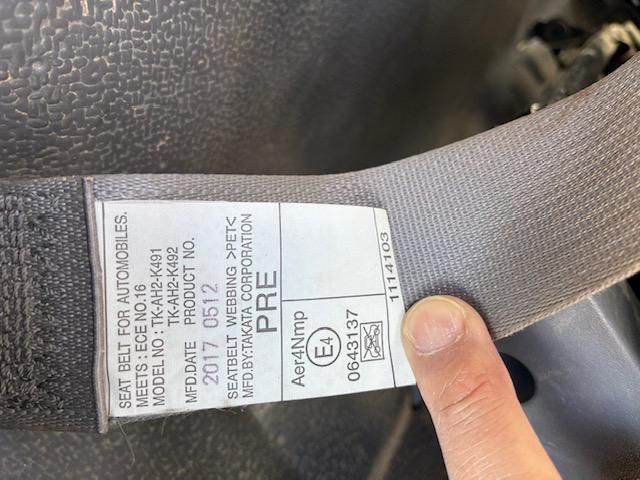 SEAT BELT FOR AUTOMOBILES.
MEETS : ECE NO.16
MODEL NO : TK-AH2-K491
TK-AH2-K492
MFD.DATE PRODUCT NO.
2017 0512
SEATBELT WEBBING >PET<
MFD.BY:TAKATA CORPORATION
PRE
Aer4Nmp
E4
0643137
1114103